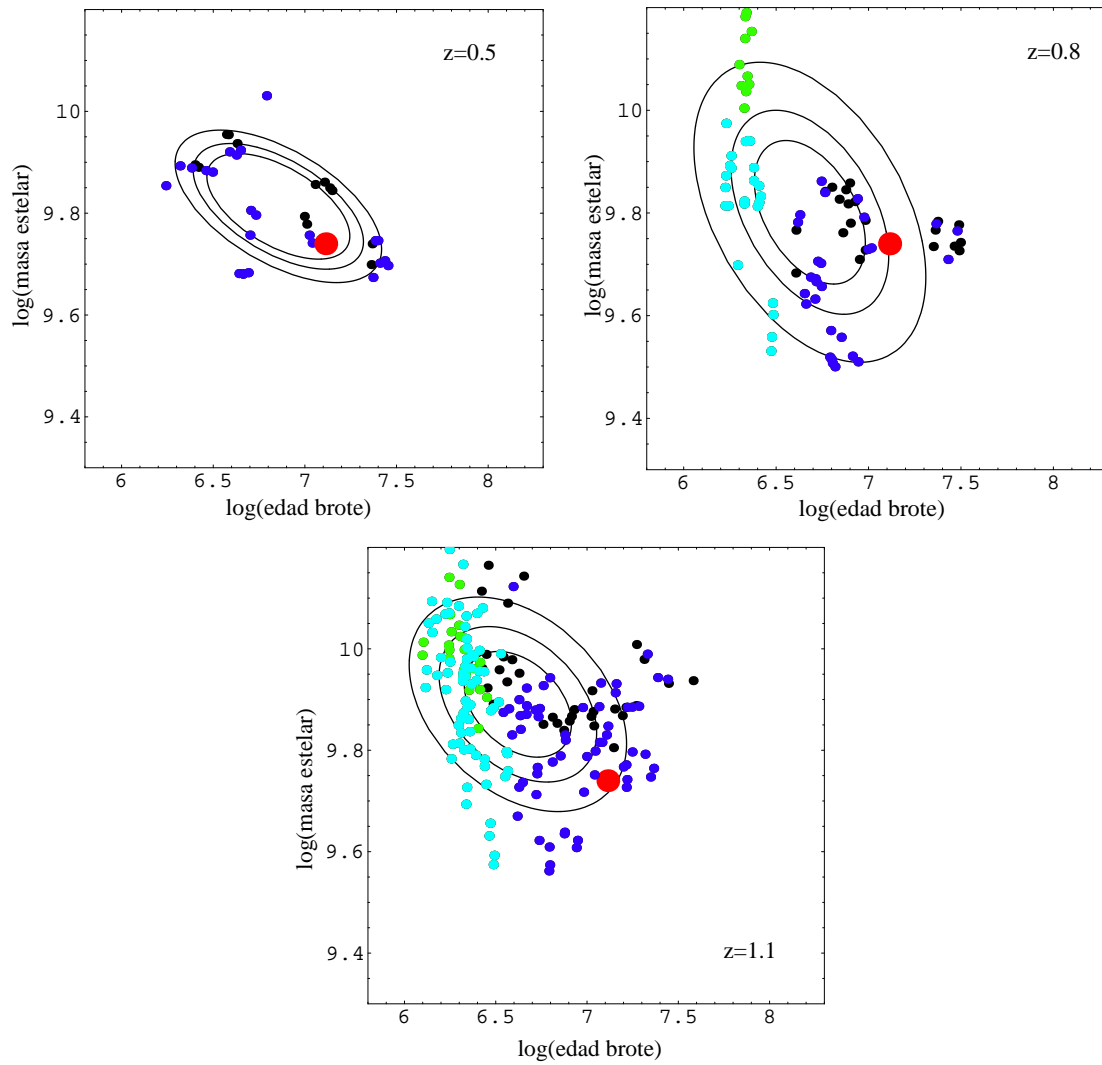 z=0.5
10
9.8
9.6
9.4
log(masa estelar)
6 6.5 7 7.5 8
log(edad brote)
z=0.8
10
9.8
9.6
9.4
log(masa estelar)
6 6.5 7 7.5 8
log(edad brote)
10
9.8
9.6
9.4
log(masa estelar)
z=1.1
6 6.5 7 7.5 8
log(edad brote)